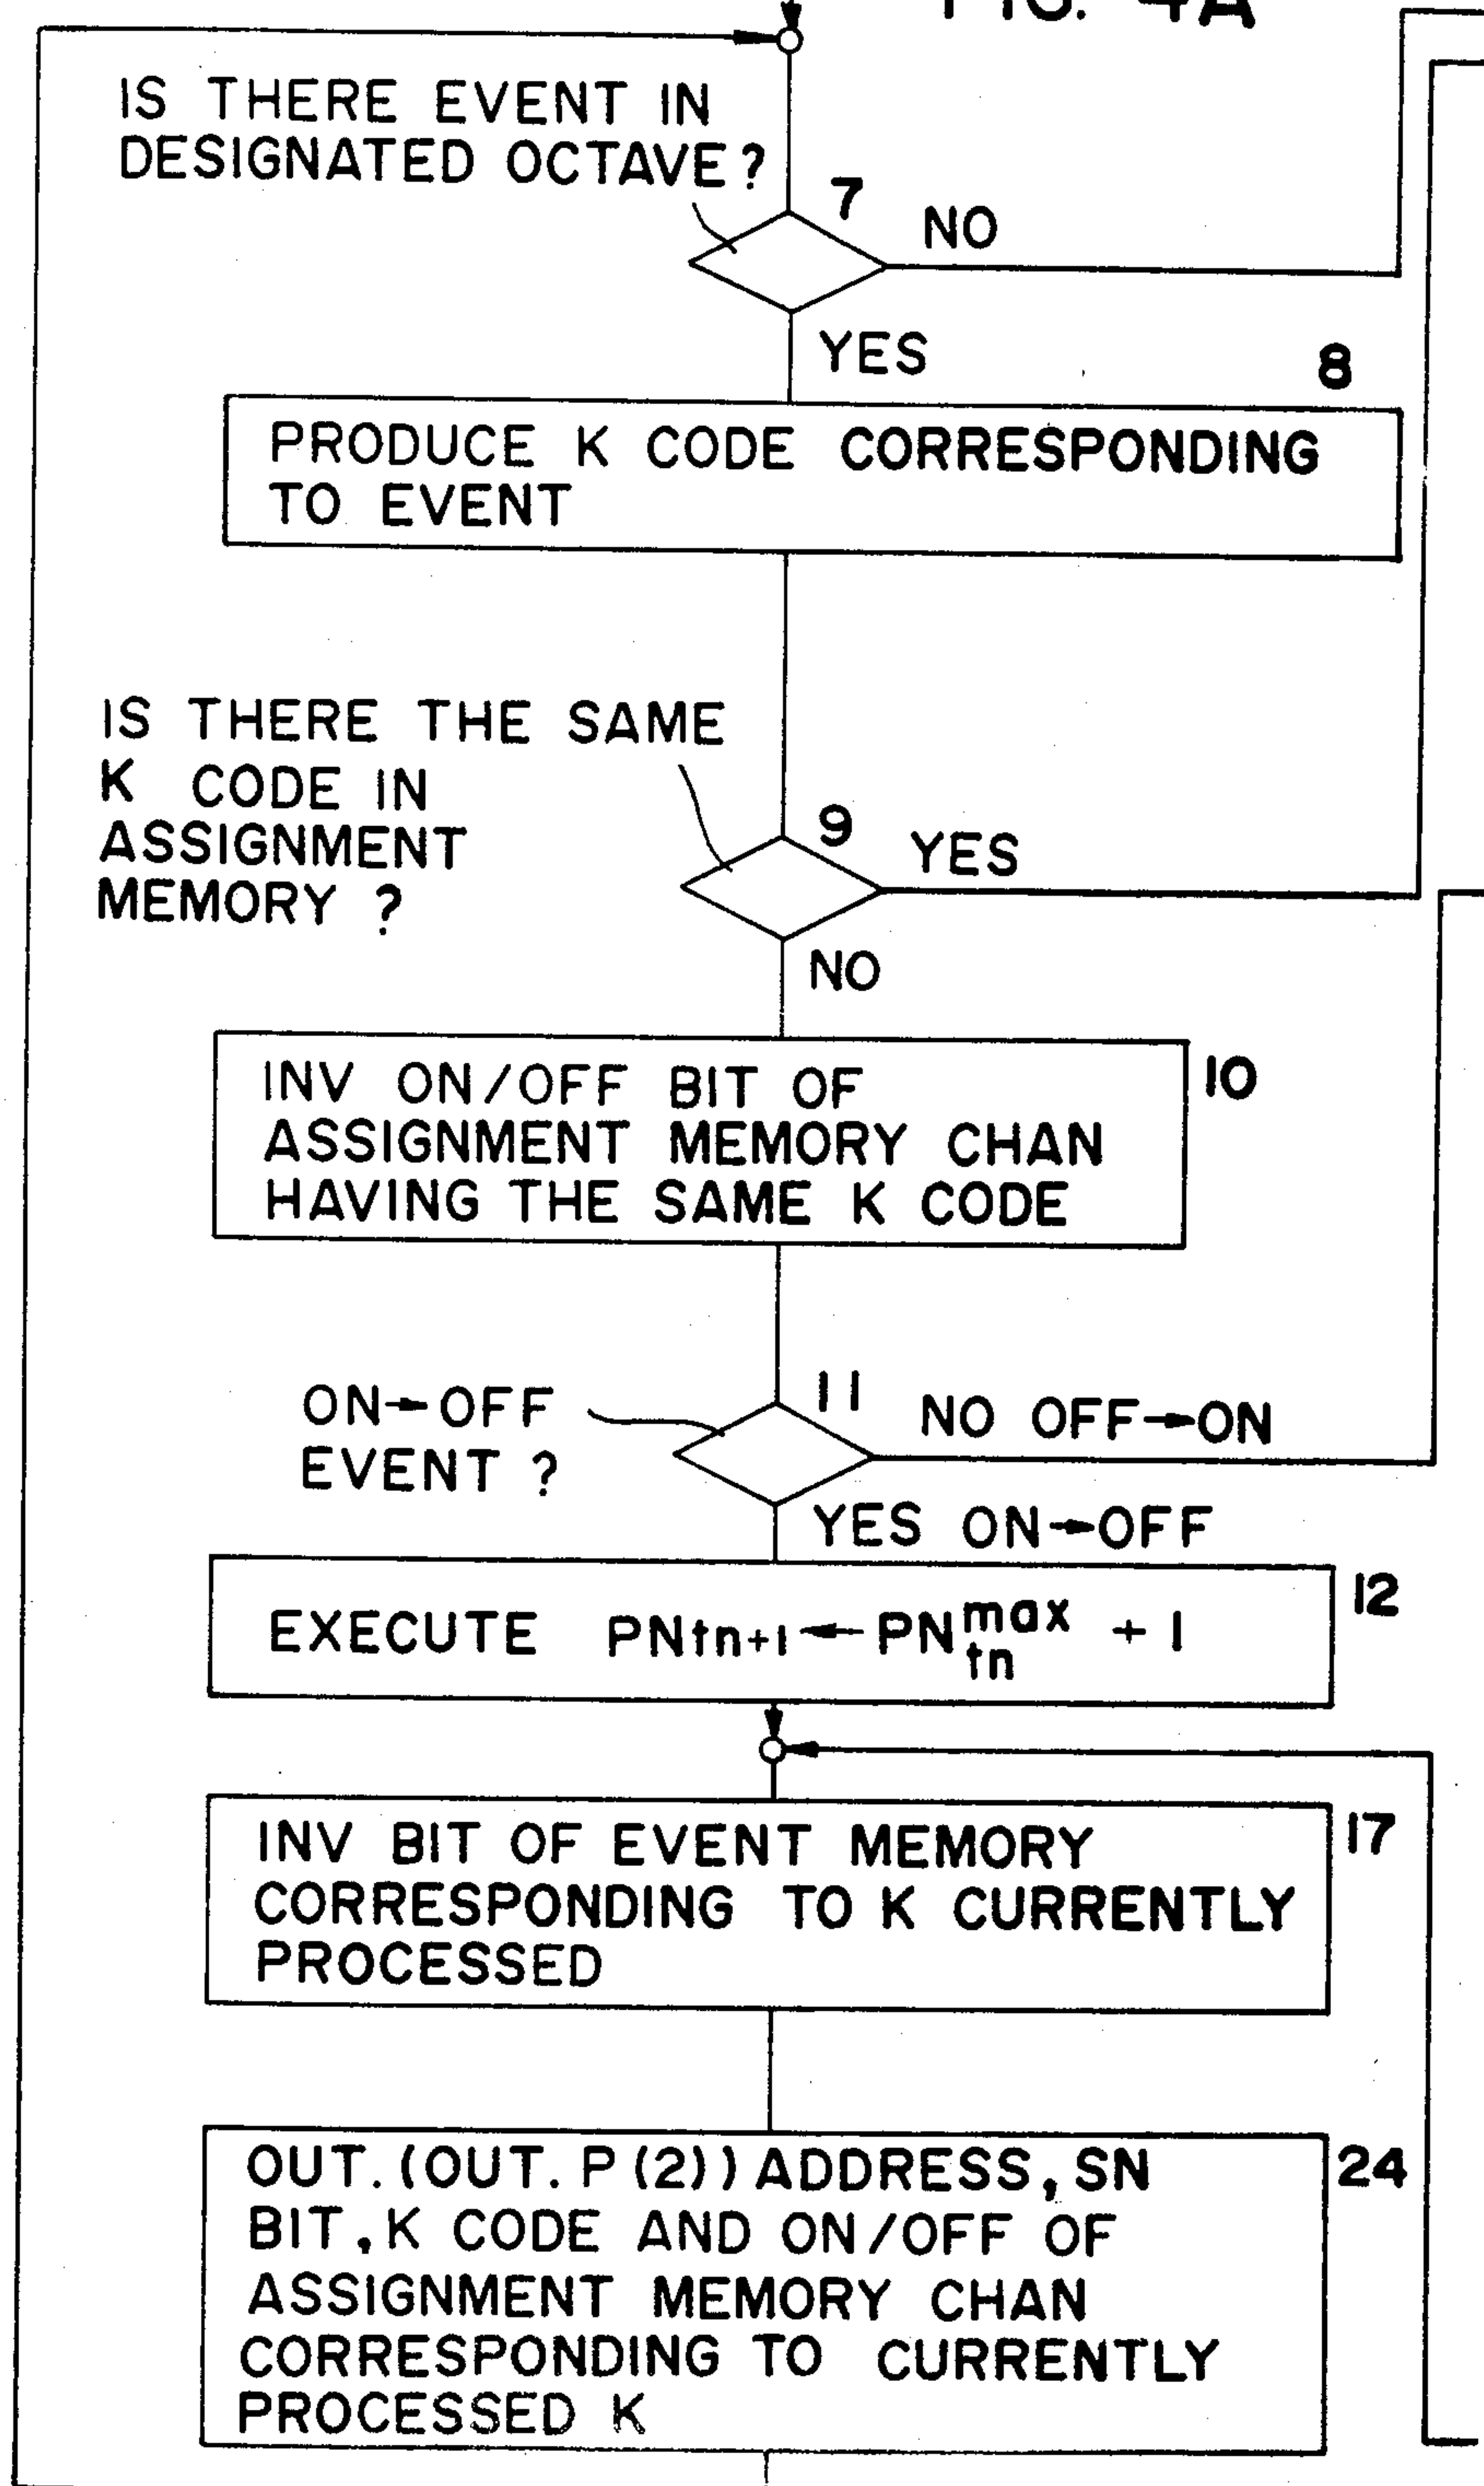 FIG. 4A
IS THERE EVENT IN
DESIGNATED OCTAVE?
7
NO
YES
8
PRODUCE K CODE CORRESPONDING
TO EVENT
IS THERE THE SAME
K CODE IN
ASSIGNMENT
MEMORY ?
9
YES
NO
10
INV ON/OFF BIT OF
ASSIGNMENT MEMORY CHAN
HAVING THE SAME K CODE
ON→OFF
EVENT ?
11
NO OFF→ON
YES ON→OFF
12
EXECUTE PNtn+1←PN max tn + 1
17
INV BIT OF EVENT MEMORY
CORRESPONDING TO K CURRENTLY
PROCESSED
24
OUT.(OUT. P(2)) ADDRESS, SN
BIT, K CODE AND ON/OFF OF
ASSIGNMENT MEMORY CHAN
CORRESPONDING TO CURRENTLY
PROCESSED K